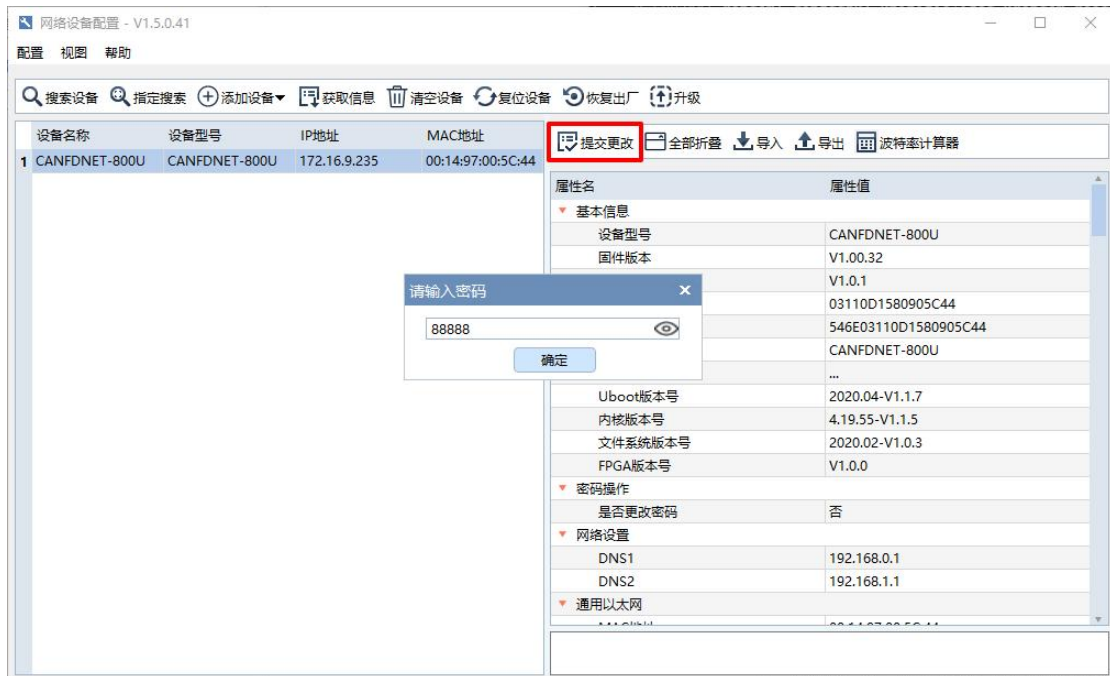 网络设备配置 - V1.5.0.41
配置 视图 帮助
搜索设备 指定搜索 添加设备 获取信息 清空设备 复位设备 恢复出厂 升级
设备名称 设备型号 IP地址 MAC地址
1 CANFDNET-800U CANFDNET-800U 172.16.9.235 00:14:97:00:5C:44
提交更改 全部折叠 导入 导出 波特率计算器
属性名 属性值
基本信息
设备型号 CANFDNET-800U
固件版本 V1.00.32
V1.0.1
03110D1580905C44
546E03110D1580905C44
CANFDNET-800U
...
请输入密码
88888
确定
Uboot版本号 2020.04-V1.1.7
内核版本号 4.19.55-V1.1.5
文件系统版本号 2020.02-V1.0.3
FPGA版本号 V1.0.0
密码操作
是否更改密码 否
网络设置
DNS1 192.168.0.1
DNS2 192.168.1.1
通用以太网